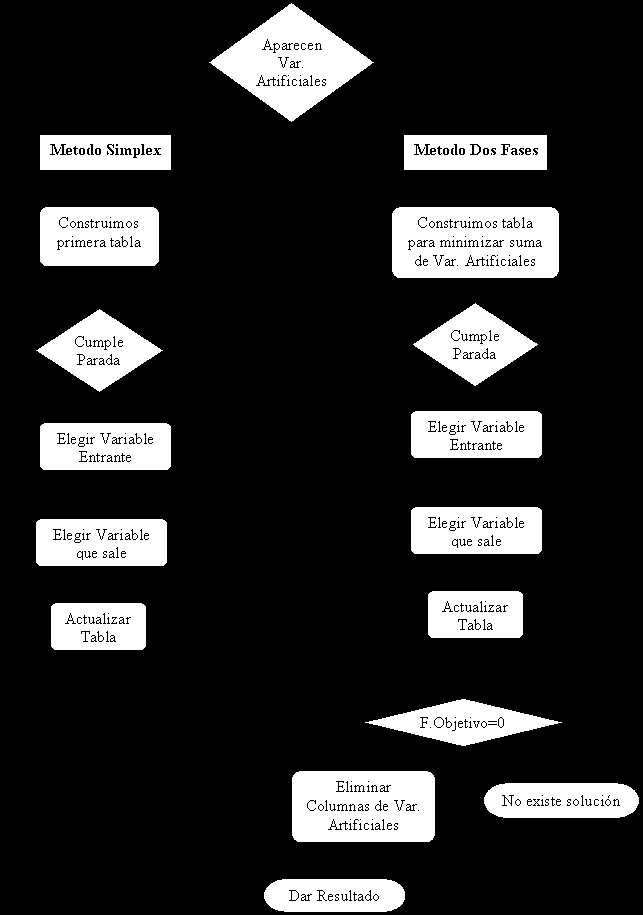 Aparecen
Var.
Artificiales
Metodo Simplex
Construimos
primera tabla
Cumple
Parada
Elegir Variable
Entrante
Elegir Variable
que sale
Actualizar
Tabla
Metodo Dos Fases
Construimos tabla
para minimizar suma
de Var. Artificiales
Cumple
Parada
Elegir Variable
Entrante
Elegir Variable
que sale
Actualizar
Tabla
F.Objetivo=0
Eliminar
Columnas de Var.
Artificiales
No existe solución
Dar Resultado